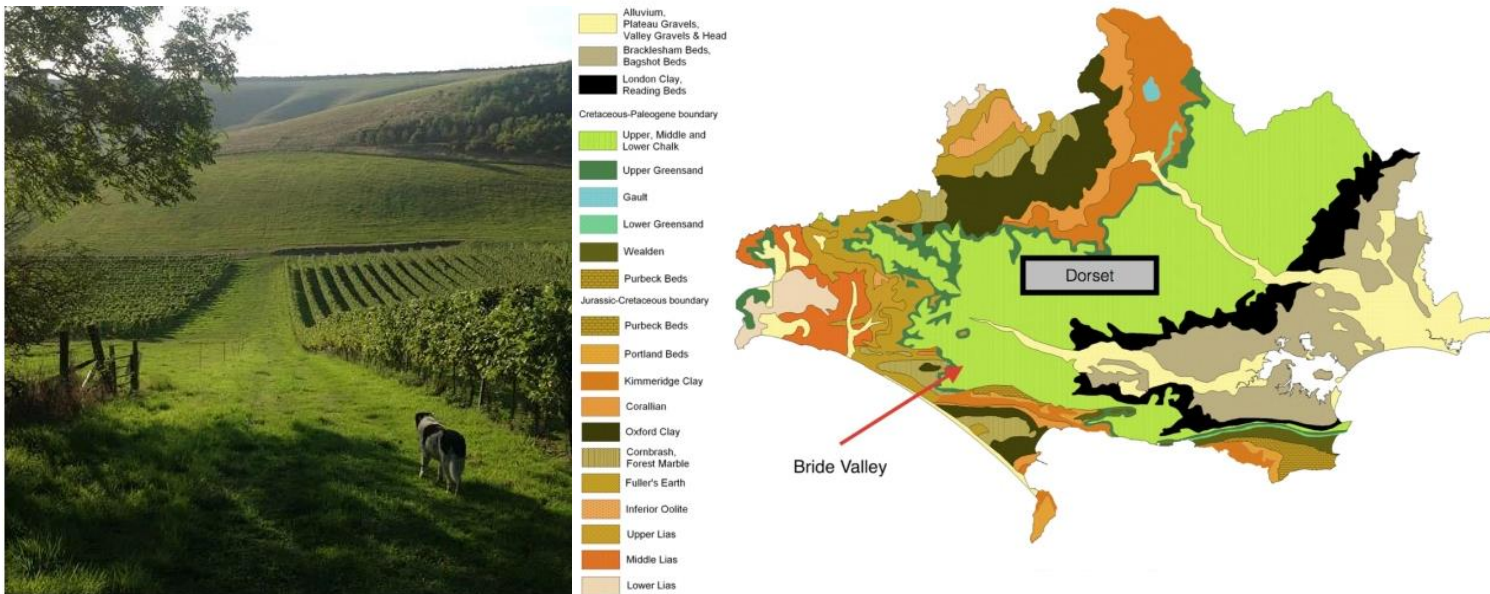 Alluvium,
Plateau Gravels,
Valley Gravels & Head
Bracklesham Beds,
Bagshot Beds
London Clay,
Reading Beds
Cretaceous-Paleogene boundary
Upper, Middle and
Lower Chalk
Upper Greensand
Gault
Lower Greensand
Wealden
Purbeck Beds
Jurassic-Cretaceous boundary
Purbeck Beds
Portland Beds
Kimmeridge Clay
Corallian
Oxford Clay
Cornbrash,
Forest Marble
Fuller's Earth
Inferior Oolite
Upper Lias
Middle Lias
Lower Lias
Dorset
Bride Valley